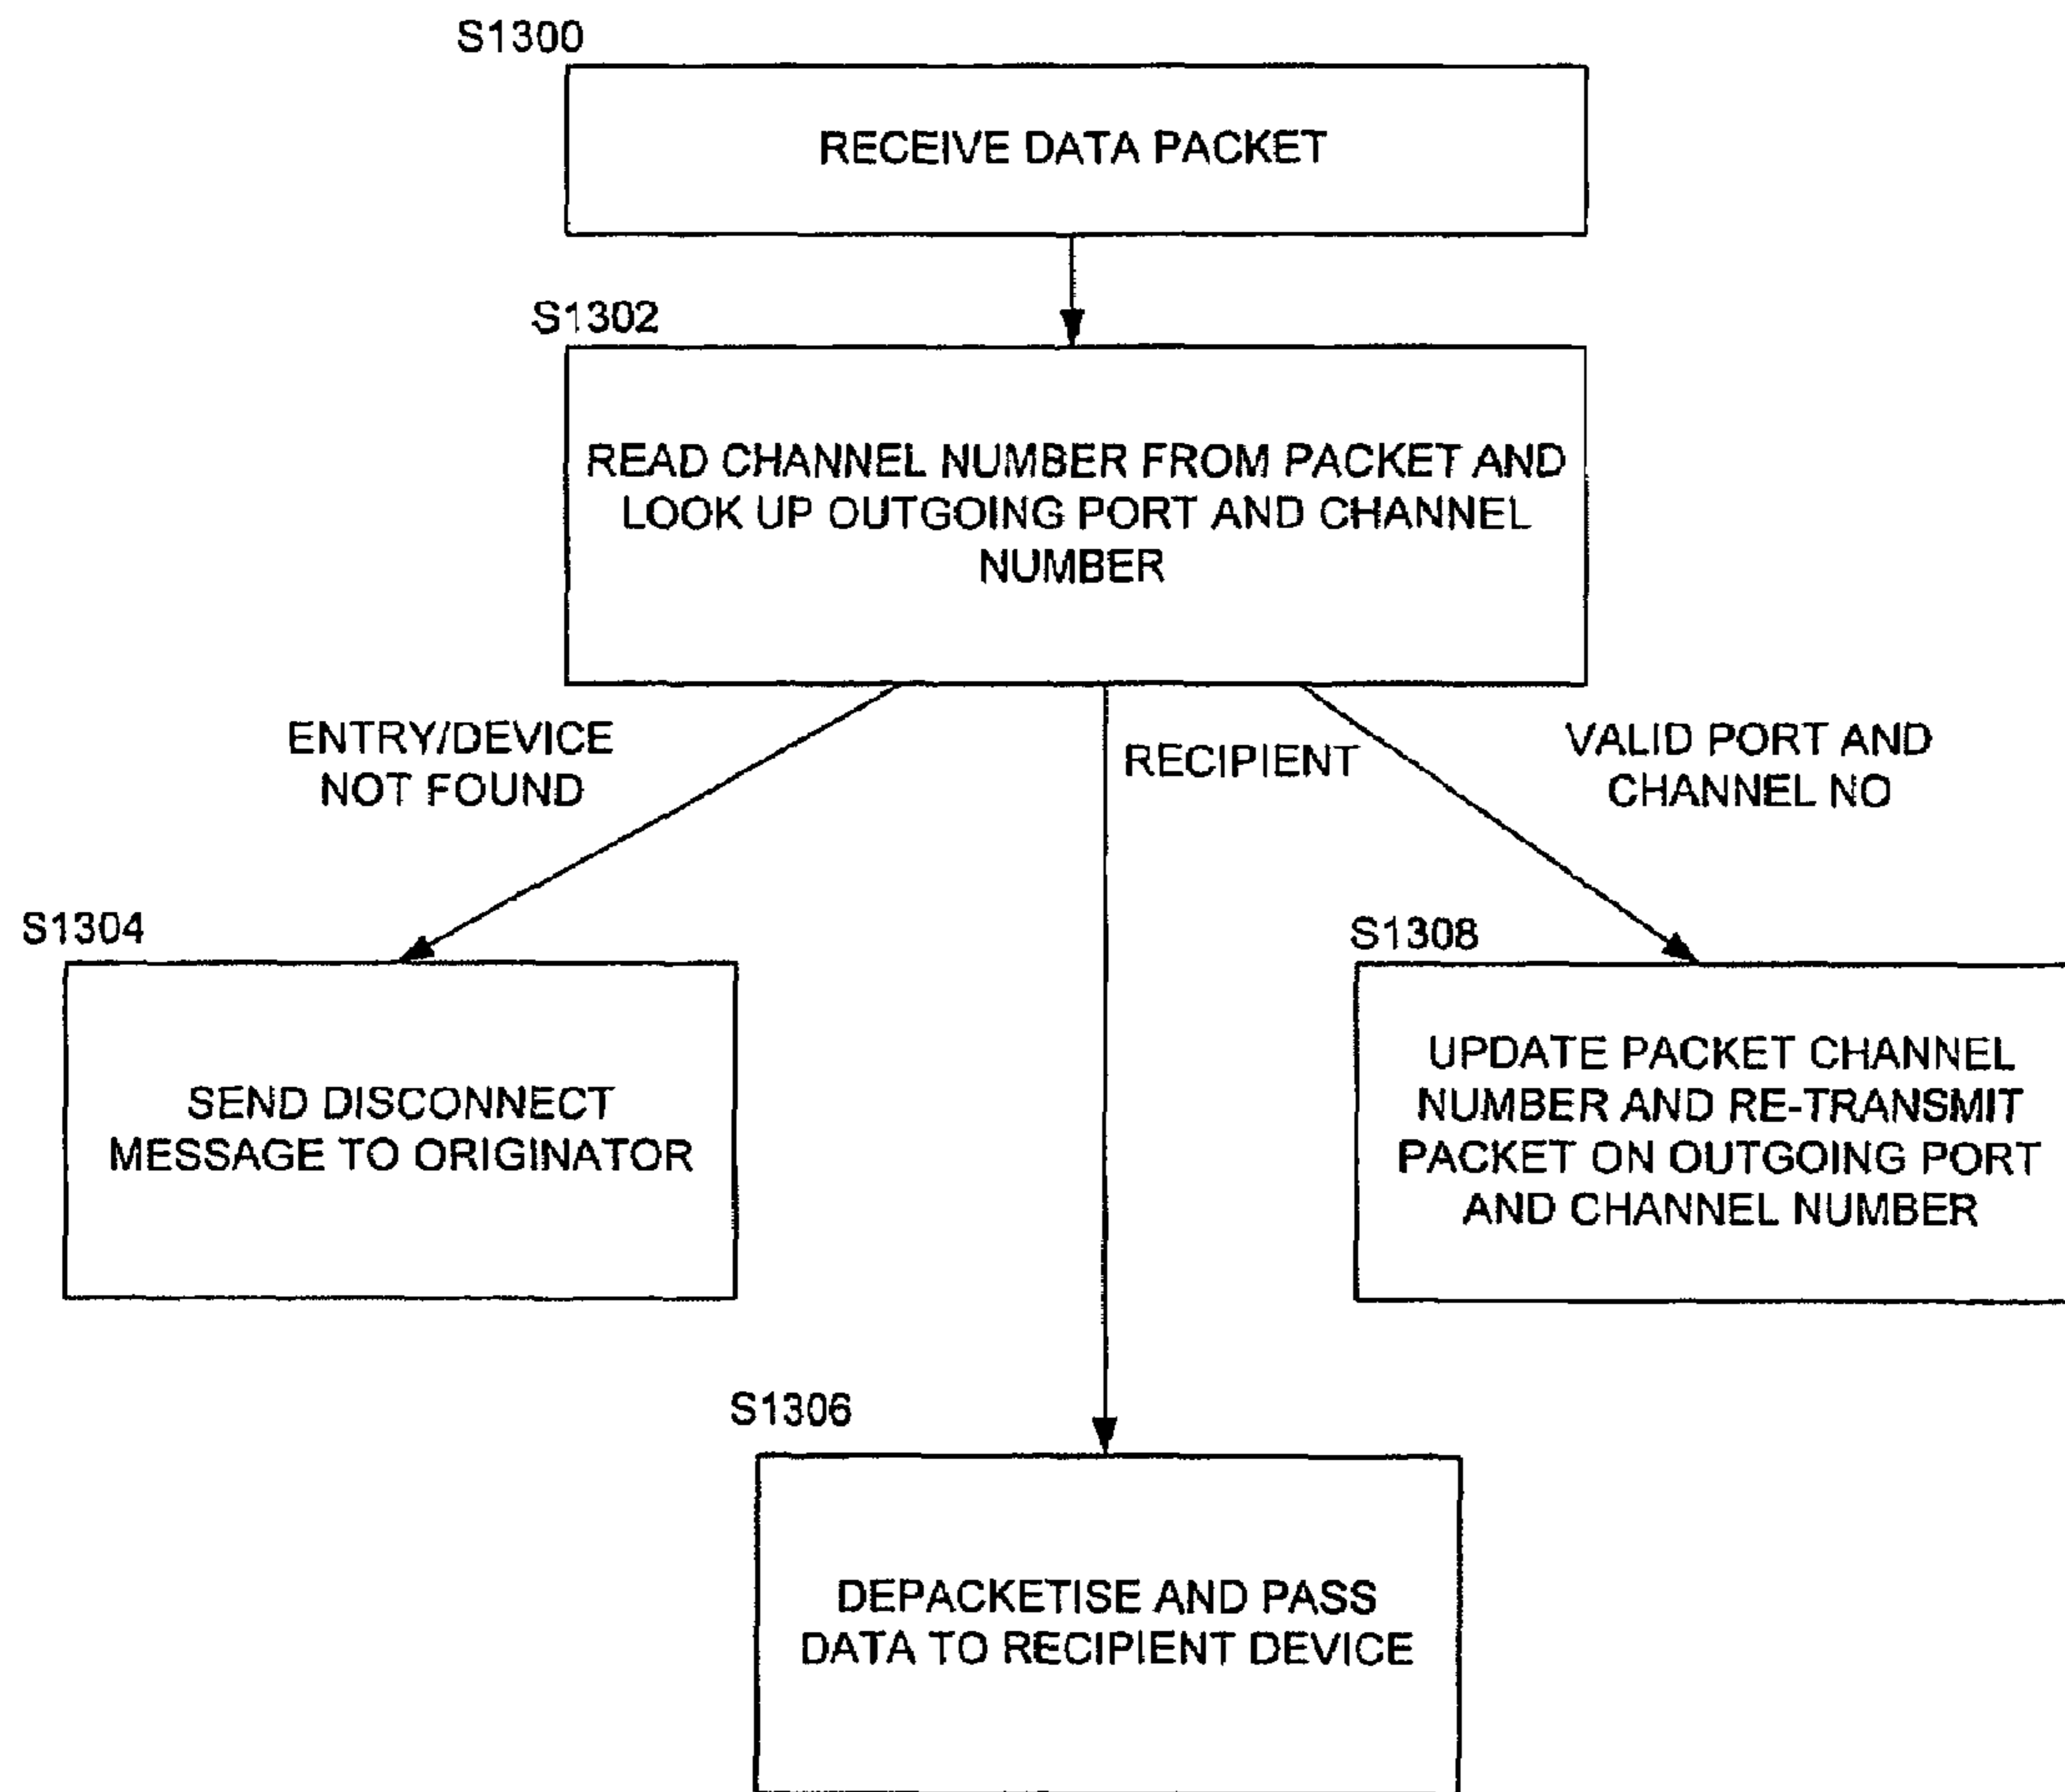 S1300
RECEIVE DATA PACKET
S1302
READ CHANNEL NUMBER FROM PACKET AND
LOOK UP OUTGOING PORT AND CHANNEL
NUMBER
ENTRY/DEVICE
NOT FOUND
RECIPIENT
VALID PORT AND
CHANNEL NO
S1304
SEND DISCONNECT
MESSAGE TO ORIGINATOR
S1308
UPDATE PACKET CHANNEL
NUMBER AND RE-TRANSMIT
PACKET ON OUTGOING PORT
AND CHANNEL NUMBER
S1306
DEPACKETISE AND PASS
DATA TO RECIPIENT DEVICE